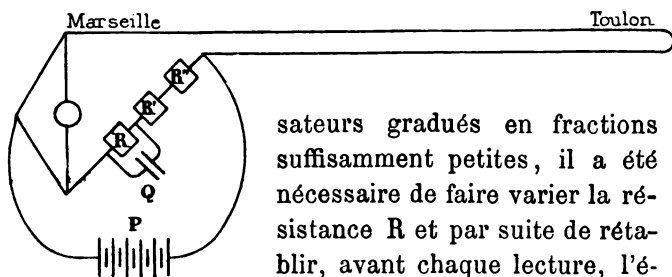 Marseille Toulon
R"
R'
R
Q
P
sateurs gradués en fractions
suffisamment petites, il a été
nécessaire de faire varier la ré-
sistance R et par suite de réta-
blir, avant chaque lecture, l'é-